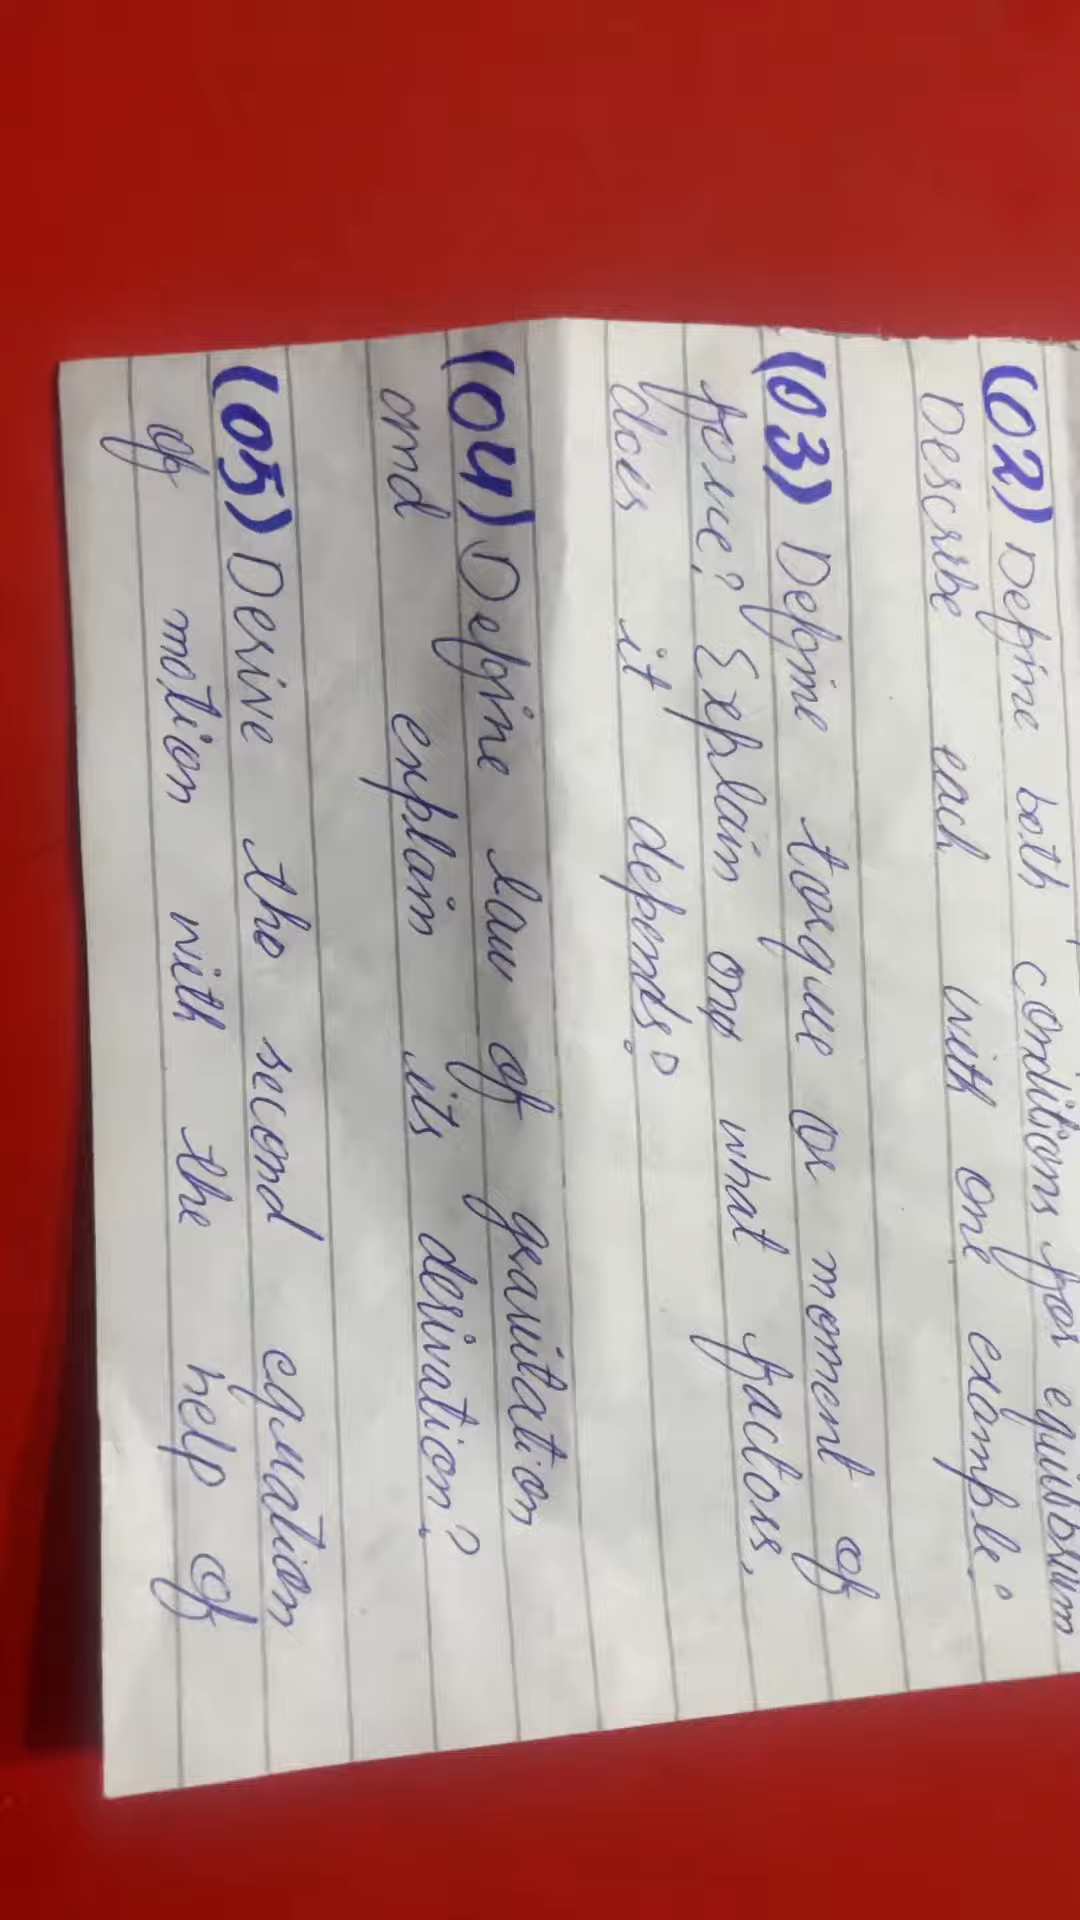 (02) Define both conditions for equilibrium
Describe each with one example?
(03) Define torque or moment of
force? Explain on what factors,
does it depends?
(04) Define law of gravitation
and explain its derivation?
(05) Derive the second equation
of motion with the help of